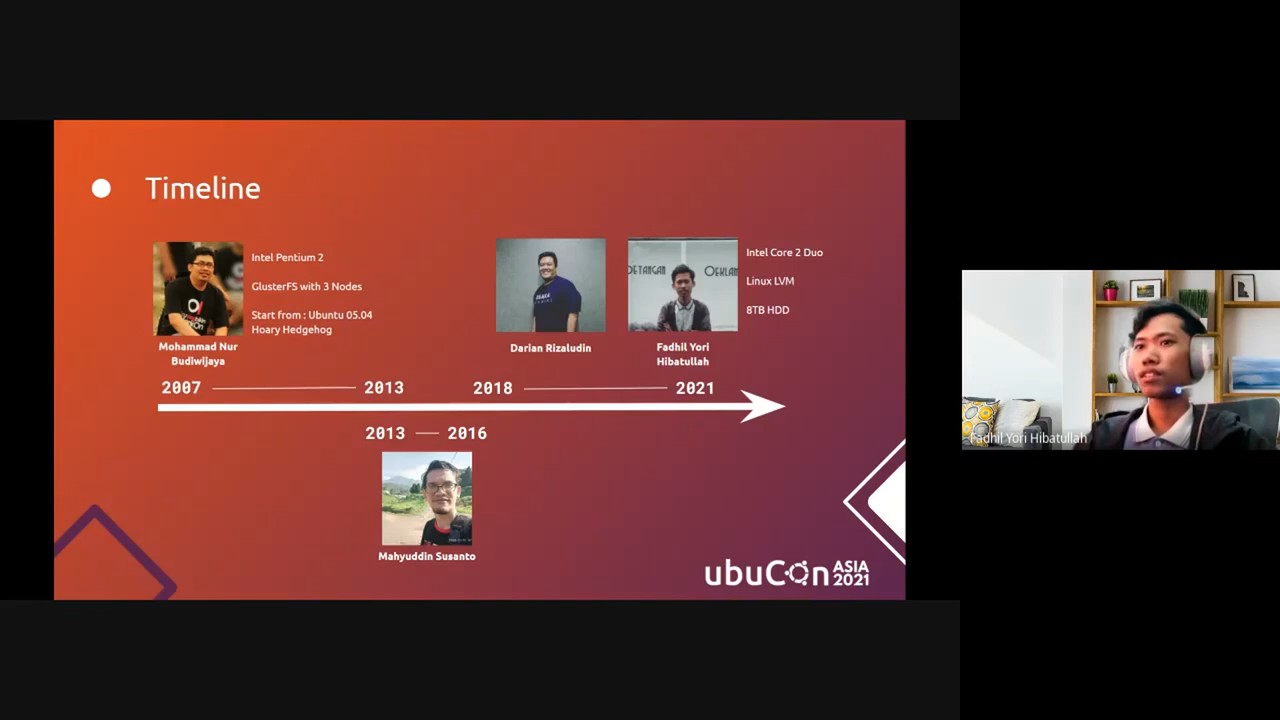 Timeline
Intel Pentium 2
GlusterFS with 3 Nodes
Start from : Ubuntu 05.04
Hoary Hedgehog
Mohammad Nur
Budiwijaya
Darian Rizaludin
DETANGAN
OEKLAM
Fadhil Yori
Hibatullah
Intel Core 2 Duo
Linux LVM
8TB HDD
2007
2013
2018
2021
2013
2016
Mahyuddin Susanto
ubuCon ASIA
2021
Fadhil Yori Hibatullah